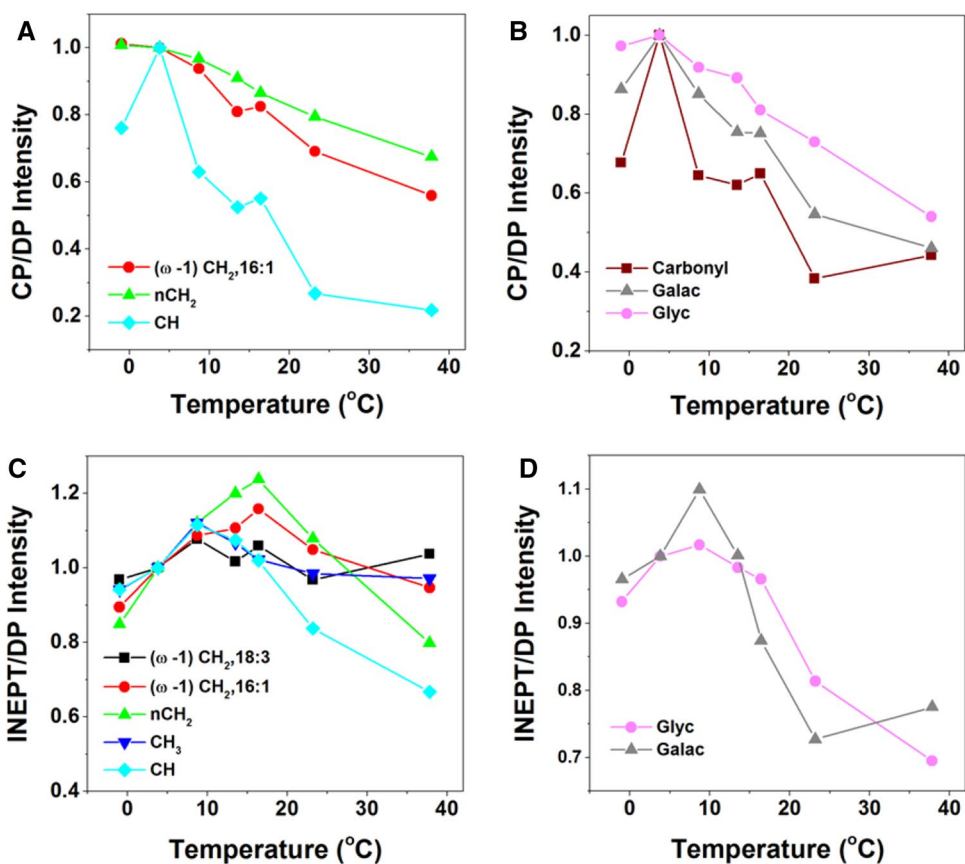 A
CP/DP Intensity
1.0
0.8
0.6
0.4
0.2
(ω -1) CH₂,16:1
nCH₂
CH
0 10 20 30 40
Temperature (°C)
B
CP/DP Intensity
1.0
0.8
0.6
0.4
0.2
Carbonyl
Galac
Glyc
0 10 20 30 40
Temperature (°C)
C
INEPT/DP Intensity
1.2
1.0
0.8
0.6
0.4
(ω -1) CH₂,18:3
(ω -1) CH₂,16:1
nCH₂
CH₃
CH
0 10 20 30 40
Temperature (°C)
D
INEPT/DP Intensity
1.1
1.0
0.9
0.8
0.7
Glyc
Galac
0 10 20 30 40
Temperature (°C)